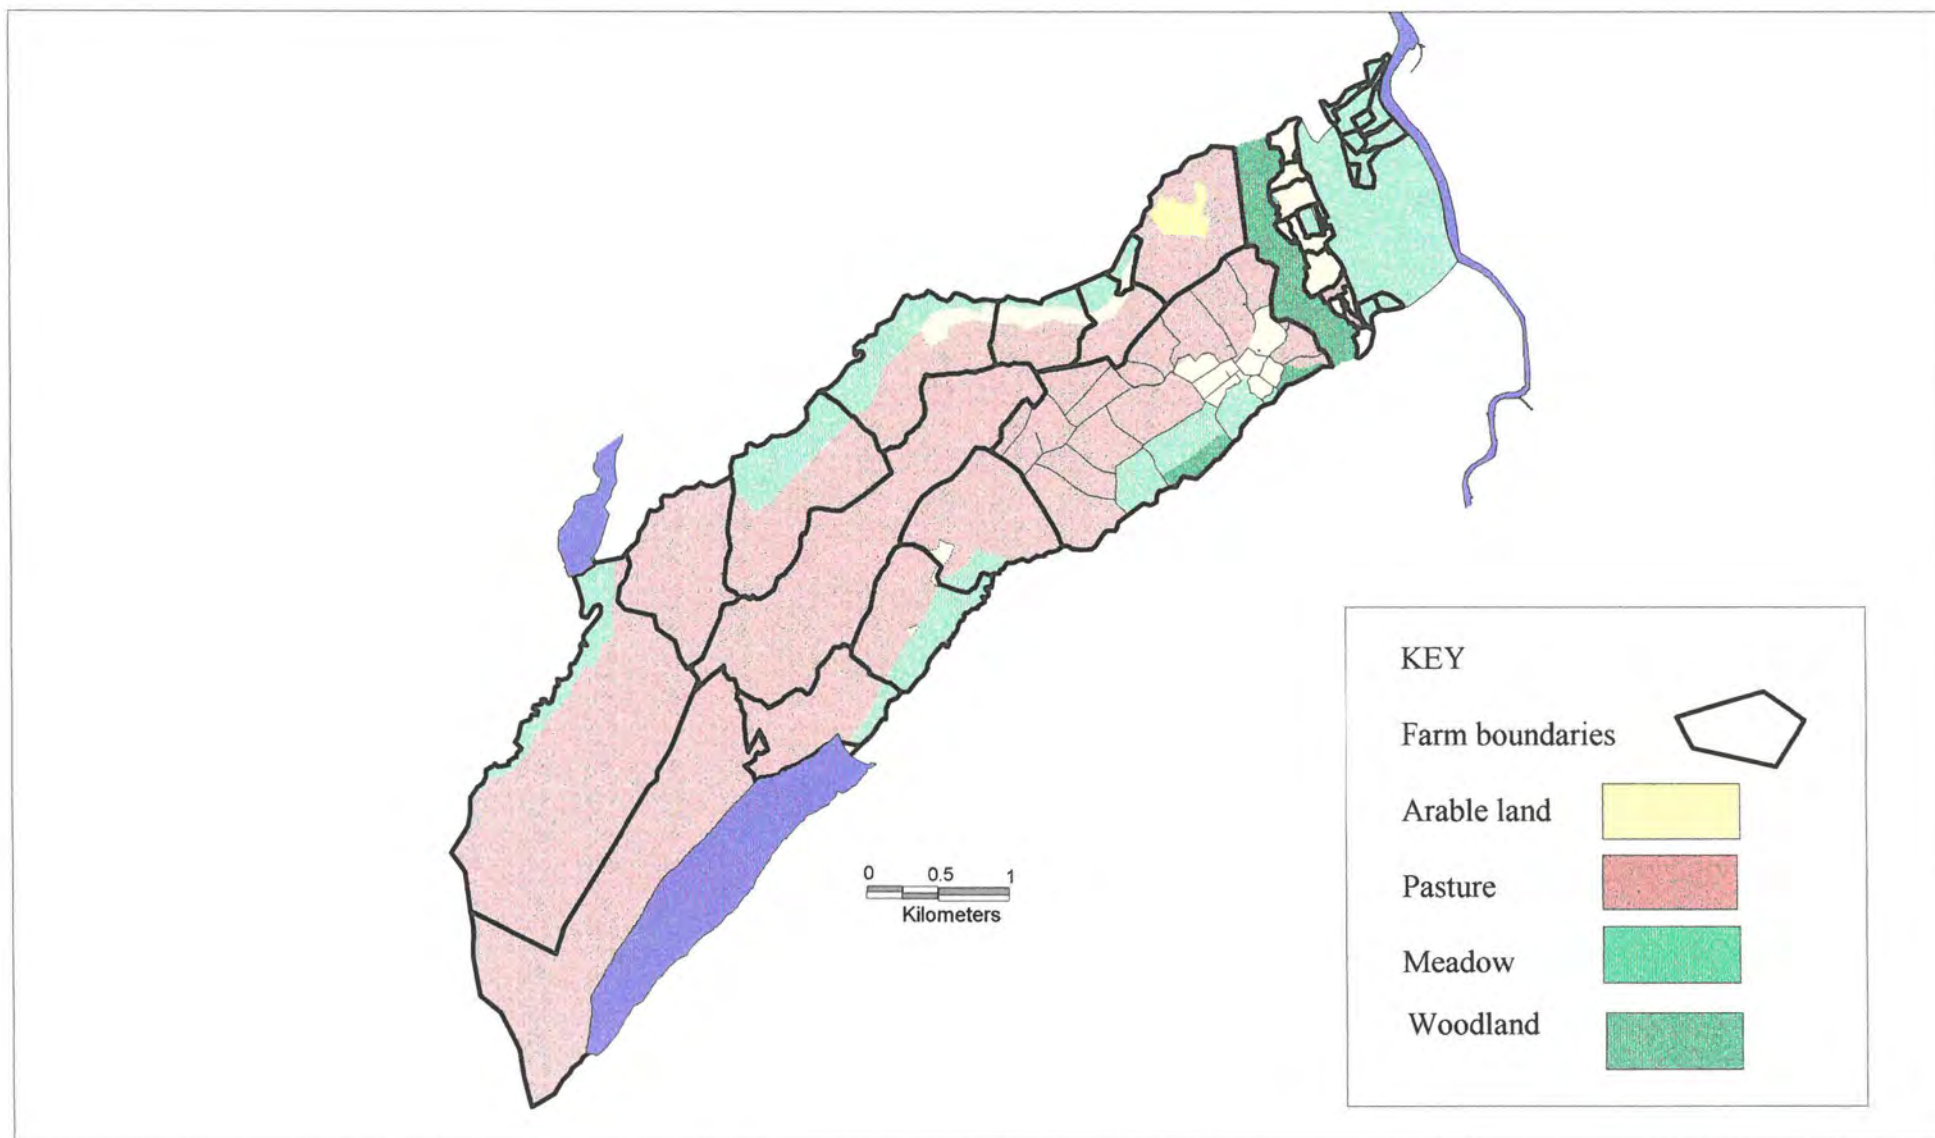 0 0.5 1
Kilometers
KEY
Farm boundaries
Arable land
Pasture
Meadow
Woodland